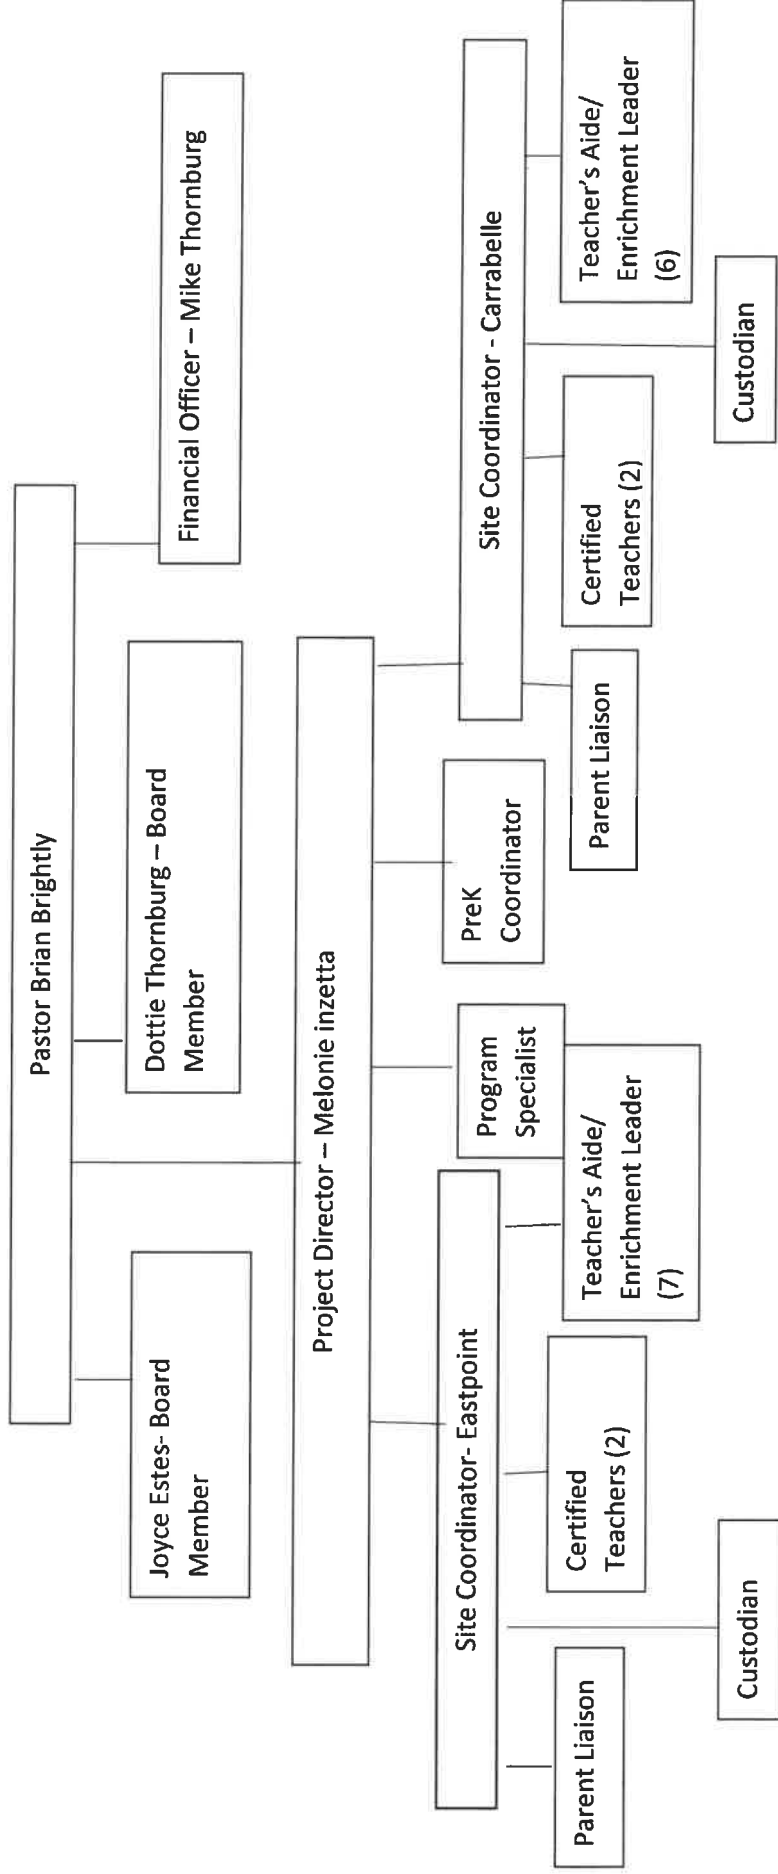 Pastor Brian Brightly
Joyce Estes- Board
Member
Dottie Thornburg – Board
Member
Financial Officer – Mike Thornburg
Project Director – Melonie inzetta
Site Coordinator- Eastpoint
Program
Specialist
PreK
Coordinator
Site Coordinator - Carrabelle
Parent Liaison
Certified
Teachers (2)
Teacher's Aide/
Enrichment Leader
(7)
Custodian
Parent Liaison
Certified
Teachers (2)
Teacher's Aide/
Enrichment Leader
(6)
Custodian